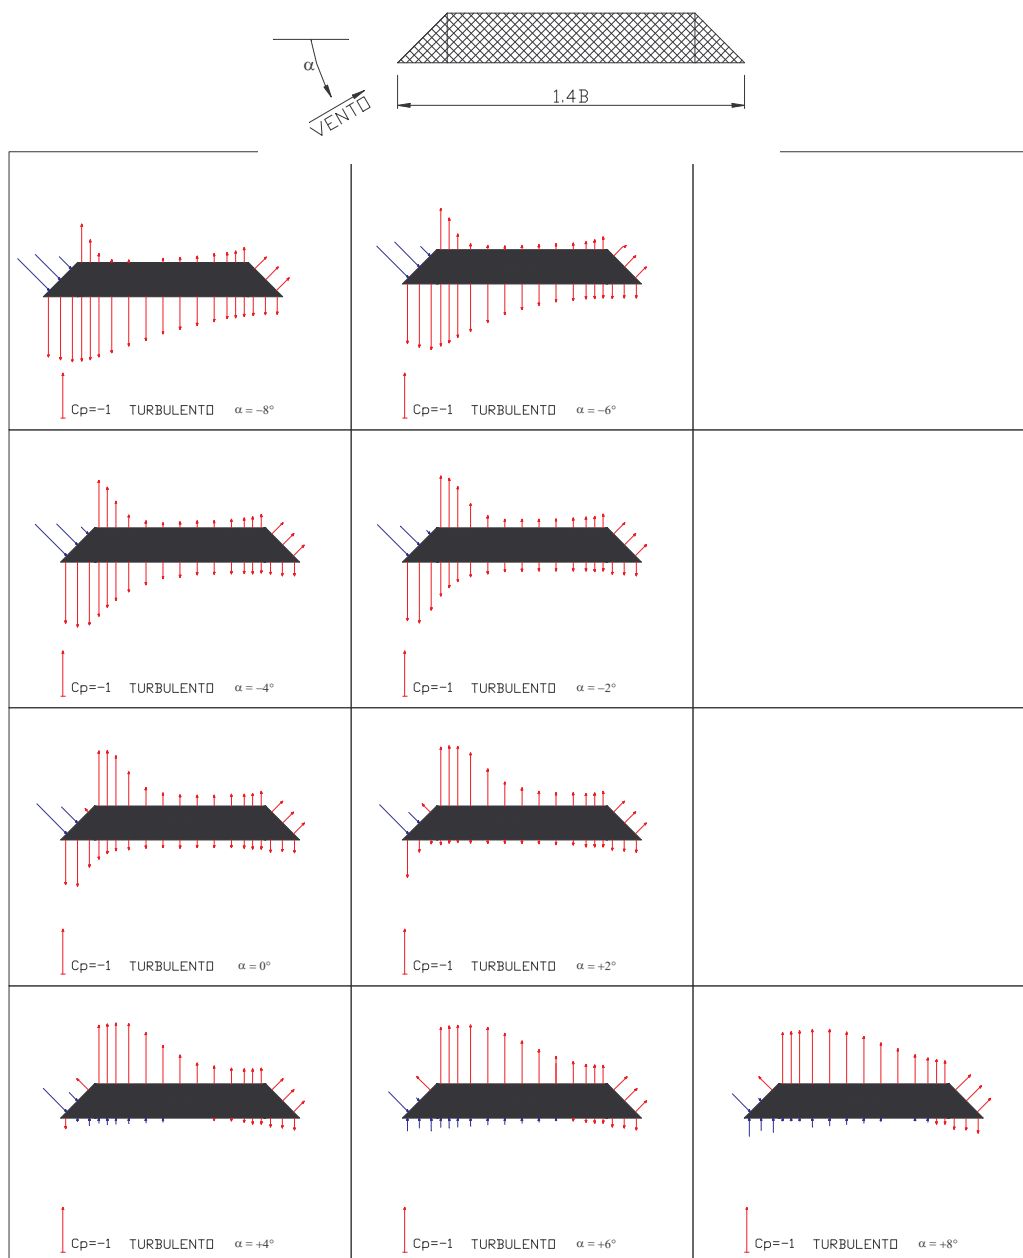 α
VENTO
1.4B
Cp=-1 TURBULENTO α = –8°
Cp=-1 TURBULENTO α = –6°
Cp=-1 TURBULENTO α = –4°
Cp=-1 TURBULENTO α = –2°
Cp=-1 TURBULENTO α = 0°
Cp=-1 TURBULENTO α = +2°
Cp=-1 TURBULENTO α = +4°
Cp=-1 TURBULENTO α = +6°
Cp=-1 TURBULENTO α = +8°